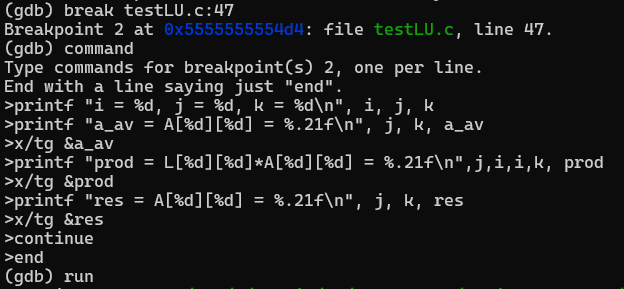 (gdb) break testLU.c:47
Breakpoint 2 at 0x5555555554d4: file testLU.c, line 47.
(gdb) command
Type commands for breakpoint(s) 2, one per line.
End with a line saying just "end".
>printf "i = %d, j = %d, k = %d\n", i, j, k
>printf "a_av = A[%d][%d] = %.21f\n", j, k, a_av
>x/tg &a_av
>printf "prod = L[%d][%d]*A[%d][%d] = %.21f\n",j,i,i,k, prod
>x/tg &prod
>printf "res = A[%d][%d] = %.21f\n", j, k, res
>x/tg &res
>continue
>end
(gdb) run